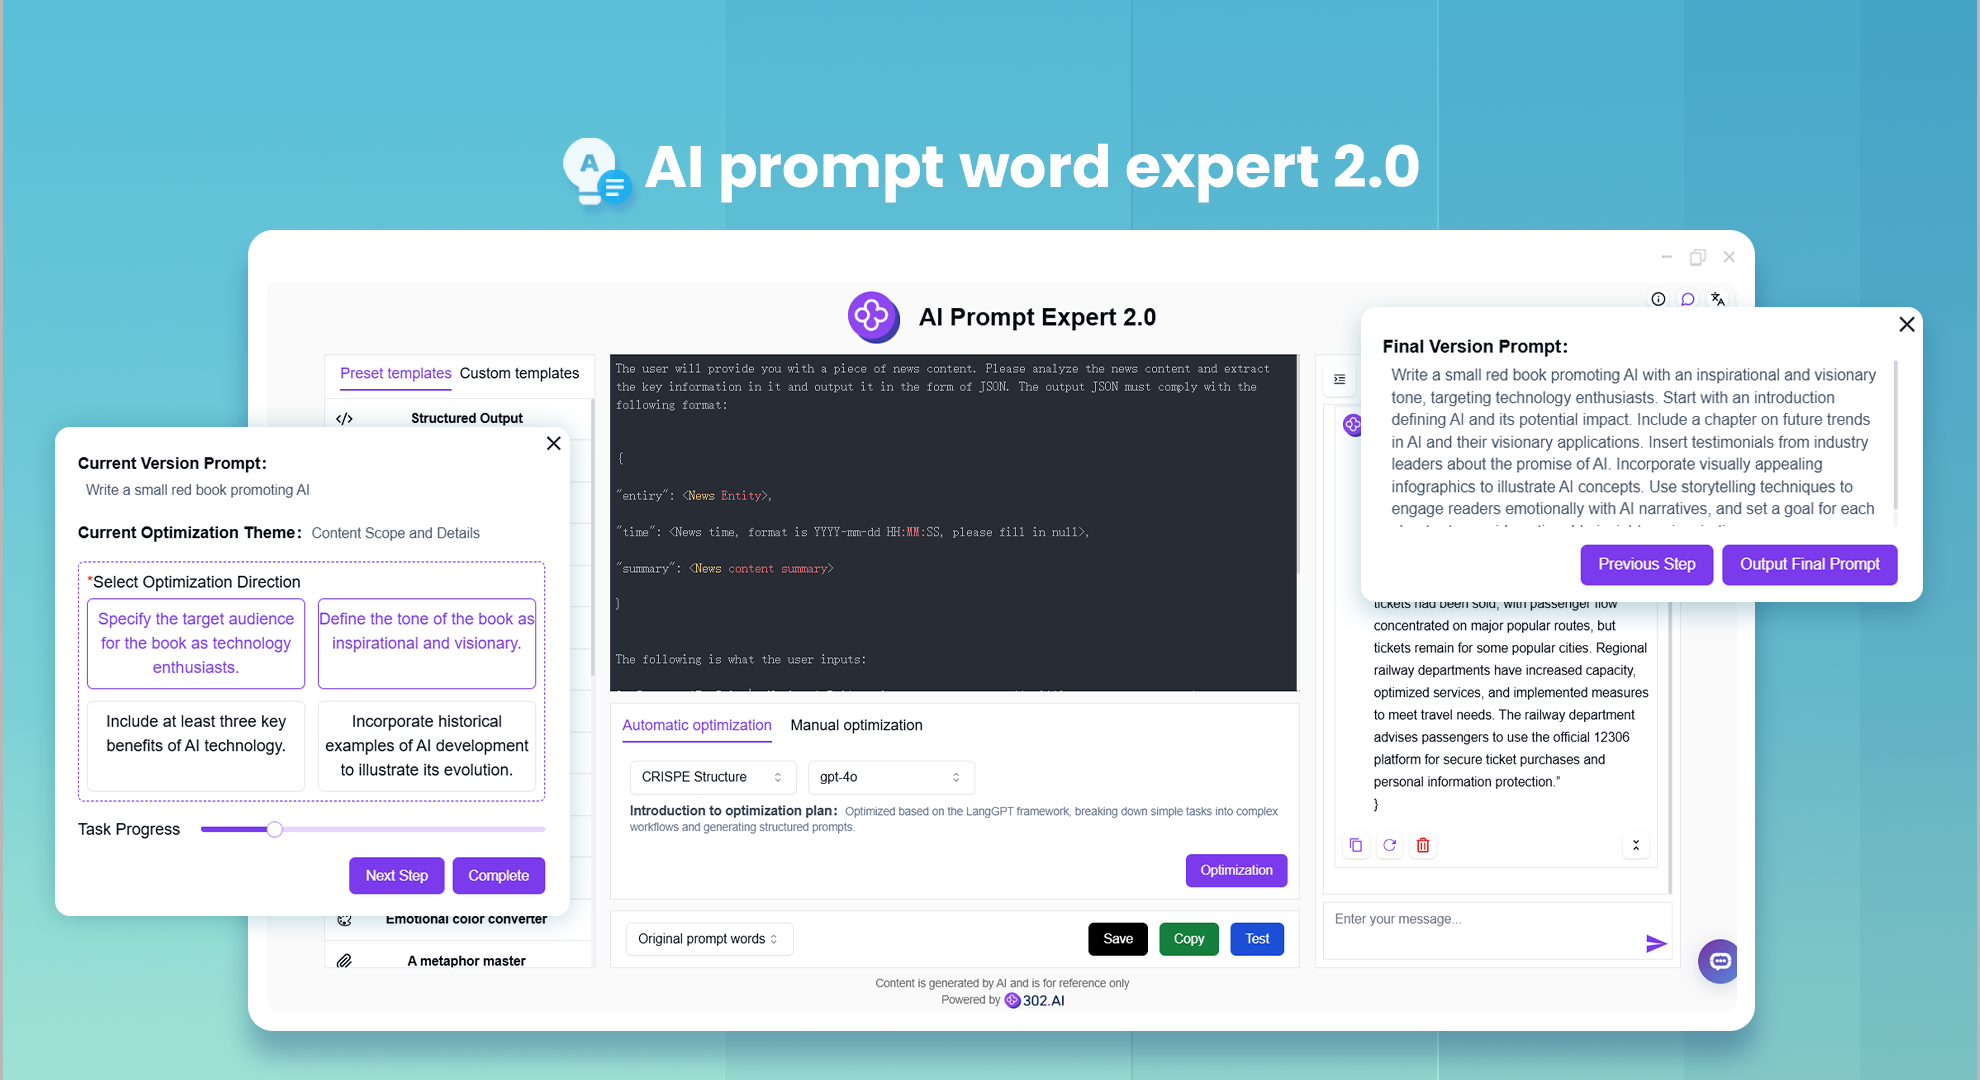 A
AI prompt word expert 2.0
AI Prompt Expert 2.0
Preset templates
Custom templates
Structured Output
Current Version Prompt:
Write a small red book promoting AI
Current Optimization Theme: Content Scope and Details
*Select Optimization Direction
Specify the target audience
for the book as technology
enthusiasts.
Define the tone of the book as
inspirational and visionary.
Include at least three key
benefits of AI technology.
Incorporate historical
examples of AI development
to illustrate its evolution.
Task Progress
Next Step
Complete
Emotional color converter
A metaphor master
The user will provide you with a piece of news content. Please analyze the news content and extract
the key information in it and output it in the form of JSON. The output JSON must comply with the
following format:
{
"entiry": <News Entity>,
"time": <News time, format is YYYY-mm-dd HH:MM:SS, please fill in null>,
"summary": <News content summary>
}
The following is what the user inputs:
Automatic optimization
Manual optimization
CRISPE Structure
gpt-4o
Introduction to optimization plan: Optimized based on the LangGPT framework, breaking down simple tasks into complex
workflows and generating structured prompts.
Optimization
Original prompt words
Save
Copy
Test
Final Version Prompt:
Write a small red book promoting AI with an inspirational and visionary
tone, targeting technology enthusiasts. Start with an introduction
defining AI and its potential impact. Include a chapter on future trends
in AI and their visionary applications. Insert testimonials from industry
leaders about the promise of AI. Incorporate visually appealing
infographics to illustrate AI concepts. Use storytelling techniques to
engage readers emotionally with AI narratives, and set a goal for each
Previous Step
Output Final Prompt
tickets had been sold, with passenger flow
concentrated on major popular routes, but
tickets remain for some popular cities. Regional
railway departments have increased capacity,
optimized services, and implemented measures
to meet travel needs. The railway department
advises passengers to use the official 12306
platform for secure ticket purchases and
personal information protection.”
}
Enter your message...
Content is generated by AI and is for reference only
Powered by 302.AI